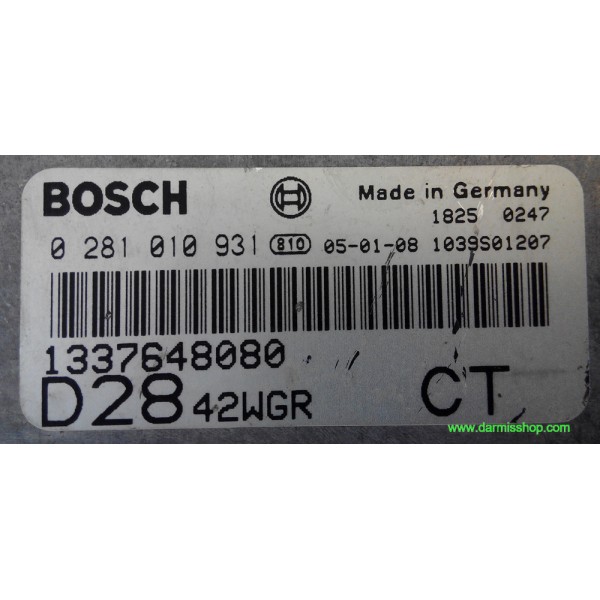 BOSCH Made in Germany
1825 0247
0 281 010 931 810 05-01-08 1039S01207
1337648080
D28 42WGR CT
www.darmisshop.com